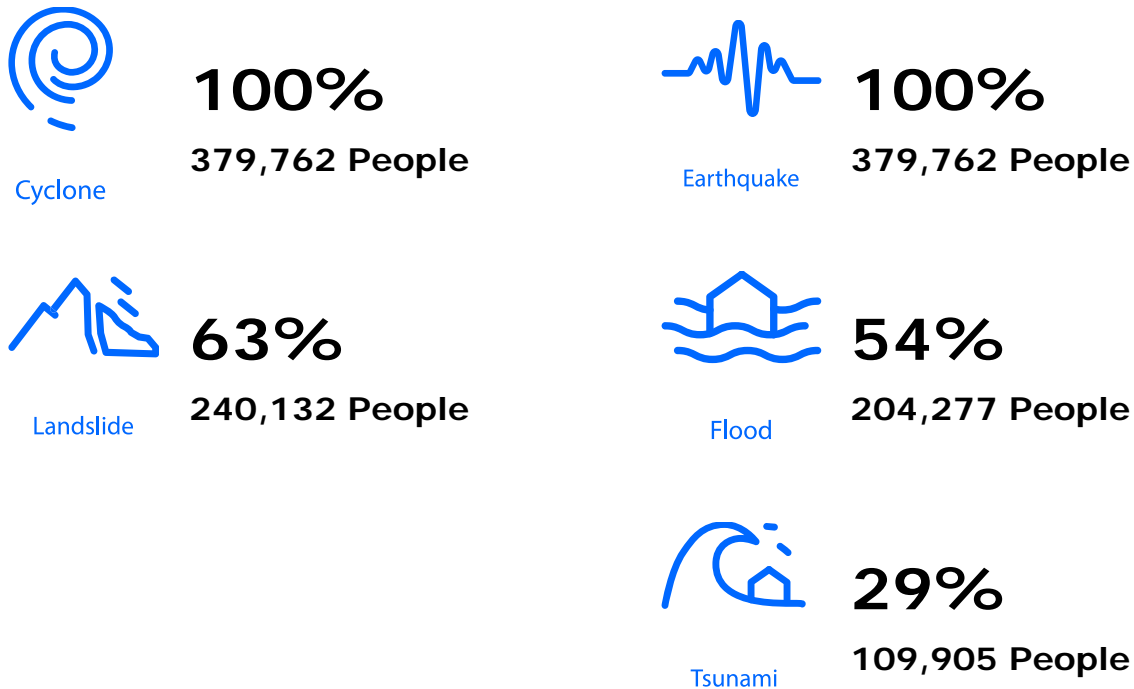 100%
379,762 People
Cyclone
100%
379,762 People
Earthquake
63%
240,132 People
Landslide
54%
204,277 People
Flood
29%
109,905 People
Tsunami